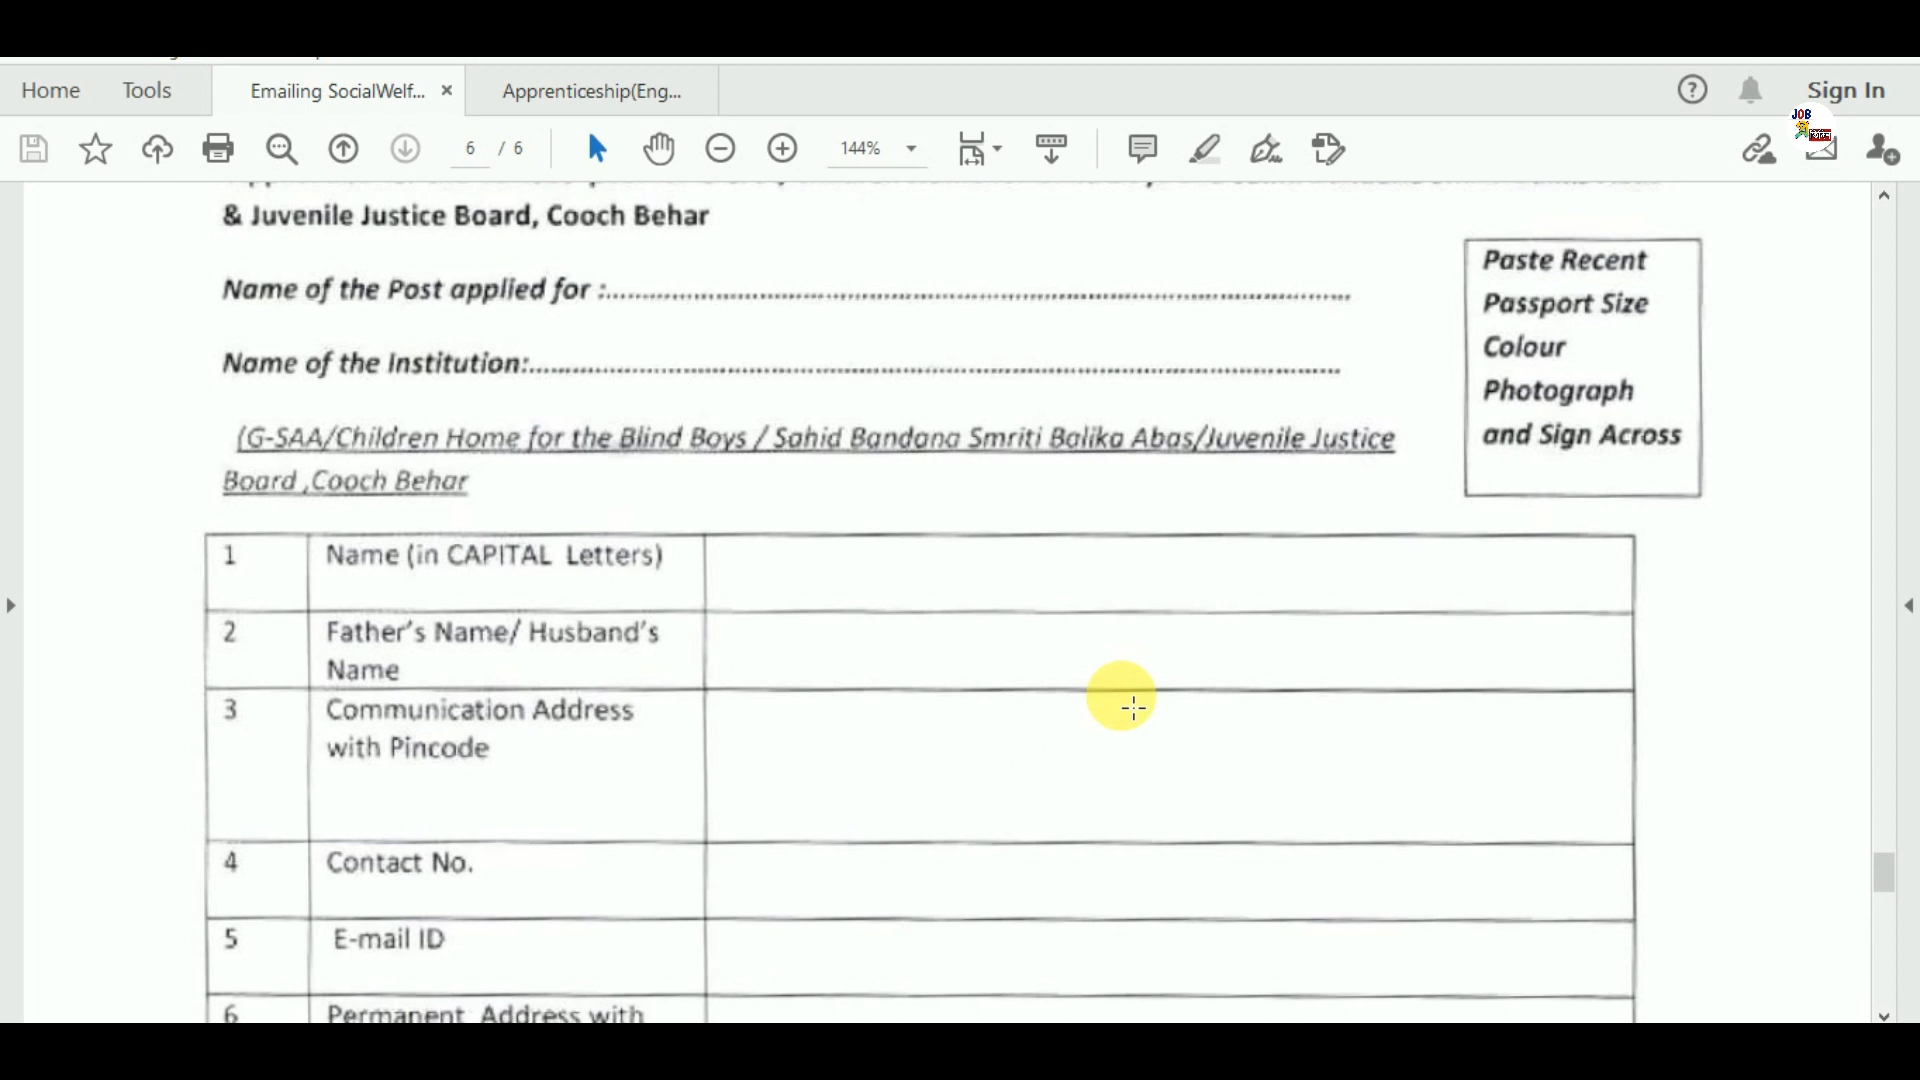 Home Tools Emailing SocialWelf... × Apprenticeship(Eng... Sign In
JOB
6 / 6 144%
& Juvenile Justice Board, Cooch Behar
Name of the Post applied for :..........................................................................
Name of the Institution:..........................................................................
(G-SAA/Children Home for the Blind Boys / Sahid Bandana Smriti Balika Abas/Juvenile Justice
Board ,Cooch Behar
Paste Recent
Passport Size
Colour
Photograph
and Sign Across
1 Name (in CAPITAL Letters)
2 Father's Name/ Husband's
Name
3 Communication Address
with Pincode
4 Contact No.
5 E-mail ID
6 Permanent Address with